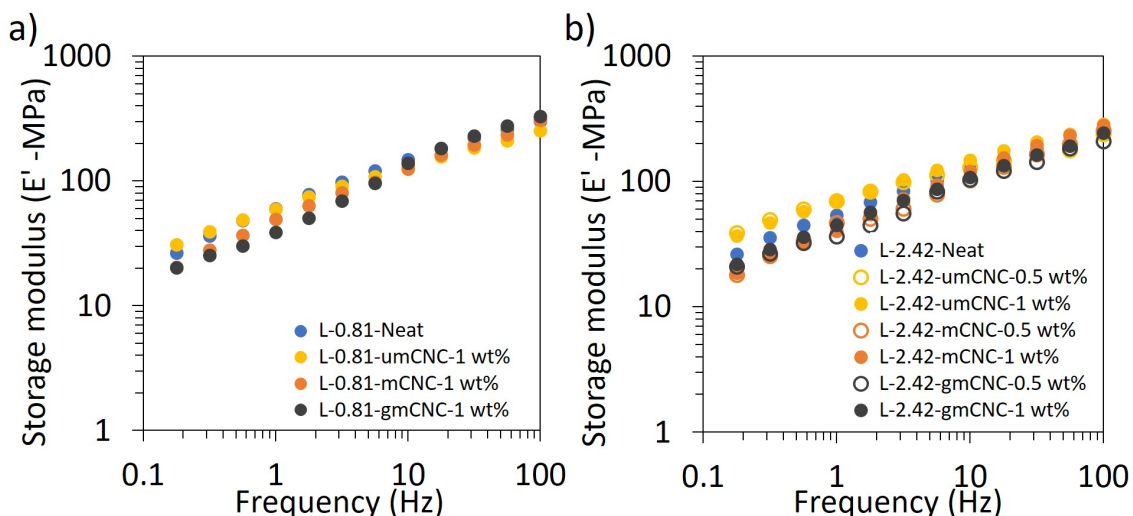 a)
Storage modulus (E' -MPa)
1000
100
10
1
0.1
1
10
100
Frequency (Hz)
L-0.81-Neat
L-0.81-umCNC-1 wt%
L-0.81-mCNC-1 wt%
L-0.81-gmCNC-1 wt%
b)
Storage modulus (E' -MPa)
1000
100
10
1
0.1
1
10
100
Frequency (Hz)
L-2.42-Neat
L-2.42-umCNC-0.5 wt%
L-2.42-umCNC-1 wt%
L-2.42-mCNC-0.5 wt%
L-2.42-mCNC-1 wt%
L-2.42-gmCNC-0.5 wt%
L-2.42-gmCNC-1 wt%